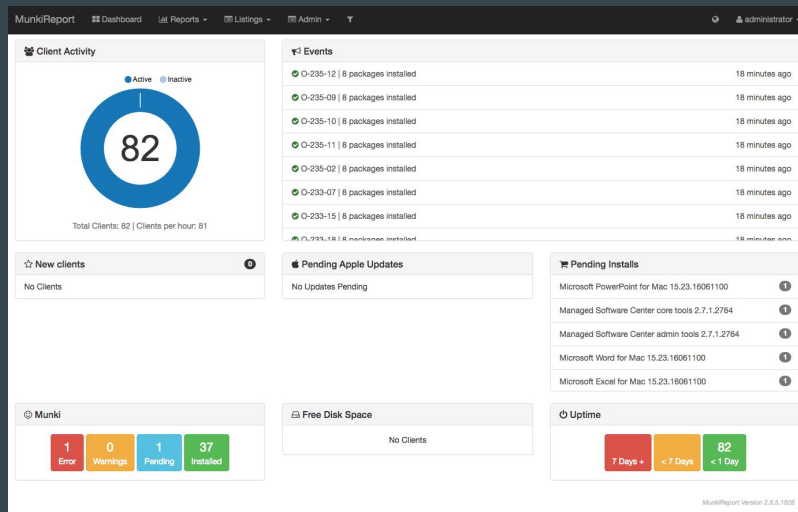 MunkiReport Dashboard Reports Listings Admin administrator
Client Activity
Active Inactive
82
Total Clients: 82 | Clients per hour: 81
Events
O-235-12 | 8 packages installed 18 minutes ago
O-235-09 | 8 packages installed 18 minutes ago
O-235-10 | 8 packages installed 18 minutes ago
O-235-11 | 8 packages installed 18 minutes ago
O-235-02 | 8 packages installed 18 minutes ago
O-233-07 | 8 packages installed 18 minutes ago
O-233-15 | 8 packages installed 18 minutes ago
O-233-18 | 8 packages installed 18 minutes ago
New clients 0
No Clients
Pending Apple Updates
No Updates Pending
Pending Installs
Microsoft PowerPoint for Mac 15.23.16061100 1
Managed Software Center core tools 2.7.1.2764 1
Managed Software Center admin tools 2.7.1.2764 1
Microsoft Word for Mac 15.23.16061100 1
Microsoft Excel for Mac 15.23.16061100 1
Munki
1 0 1 37
Error Warnings Pending Installed
Free Disk Space
No Clients
Uptime
82
7 Days + < 7 Days < 1 Day